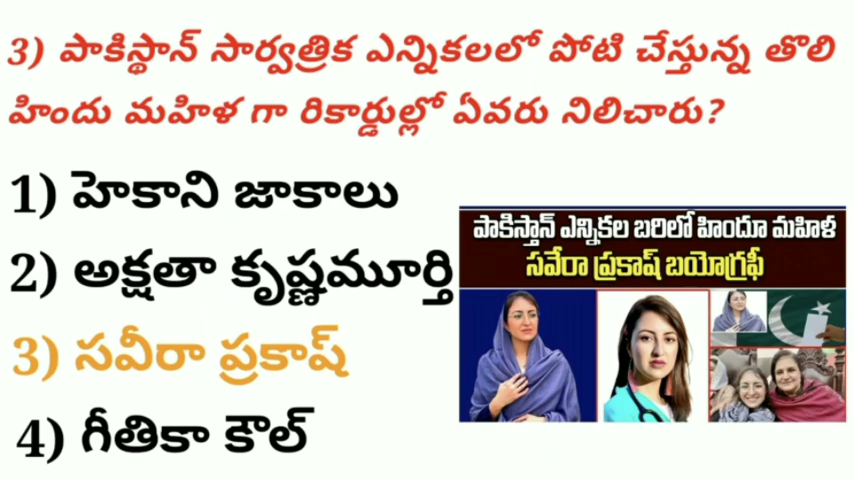 3) పాకిస్థాన్ సార్వత్రిక ఎన్నికలలో పోటి చేస్తున్న తొలి
హిందు మహిళ గా రికార్డుల్లో ఏవరు నిలిచారు?
1) హెకాని జాకాలు
2) అక్షతా కృష్ణమూర్తి
3) సవీరా ప్రకాష్
4) గీతికా కౌల్
పాకిస్తాన్ ఎన్నికల బరిలో హిందూ మహిళ
సవేరా ప్రకాష్ బయోగ్రఫీ